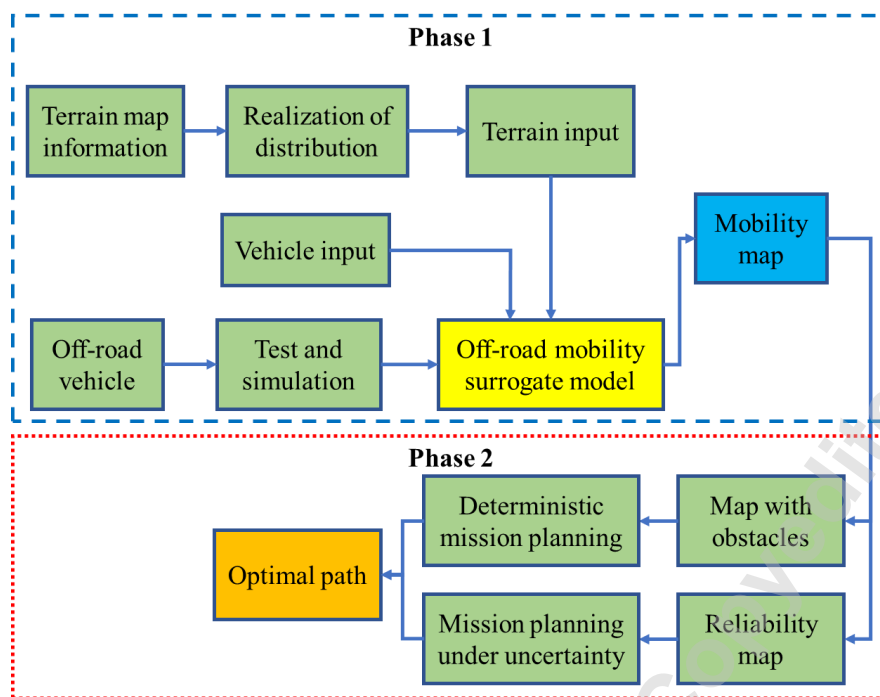 Phase 1
Terrain map
information
Realization of
distribution
Terrain input
Vehicle input
Mobility
map
Off-road
vehicle
Test and
simulation
Off-road mobility
surrogate model
Phase 2
Deterministic
mission planning
Map with
obstacles
Optimal path
Mission planning
under uncertainty
Reliability
map
Copyedite